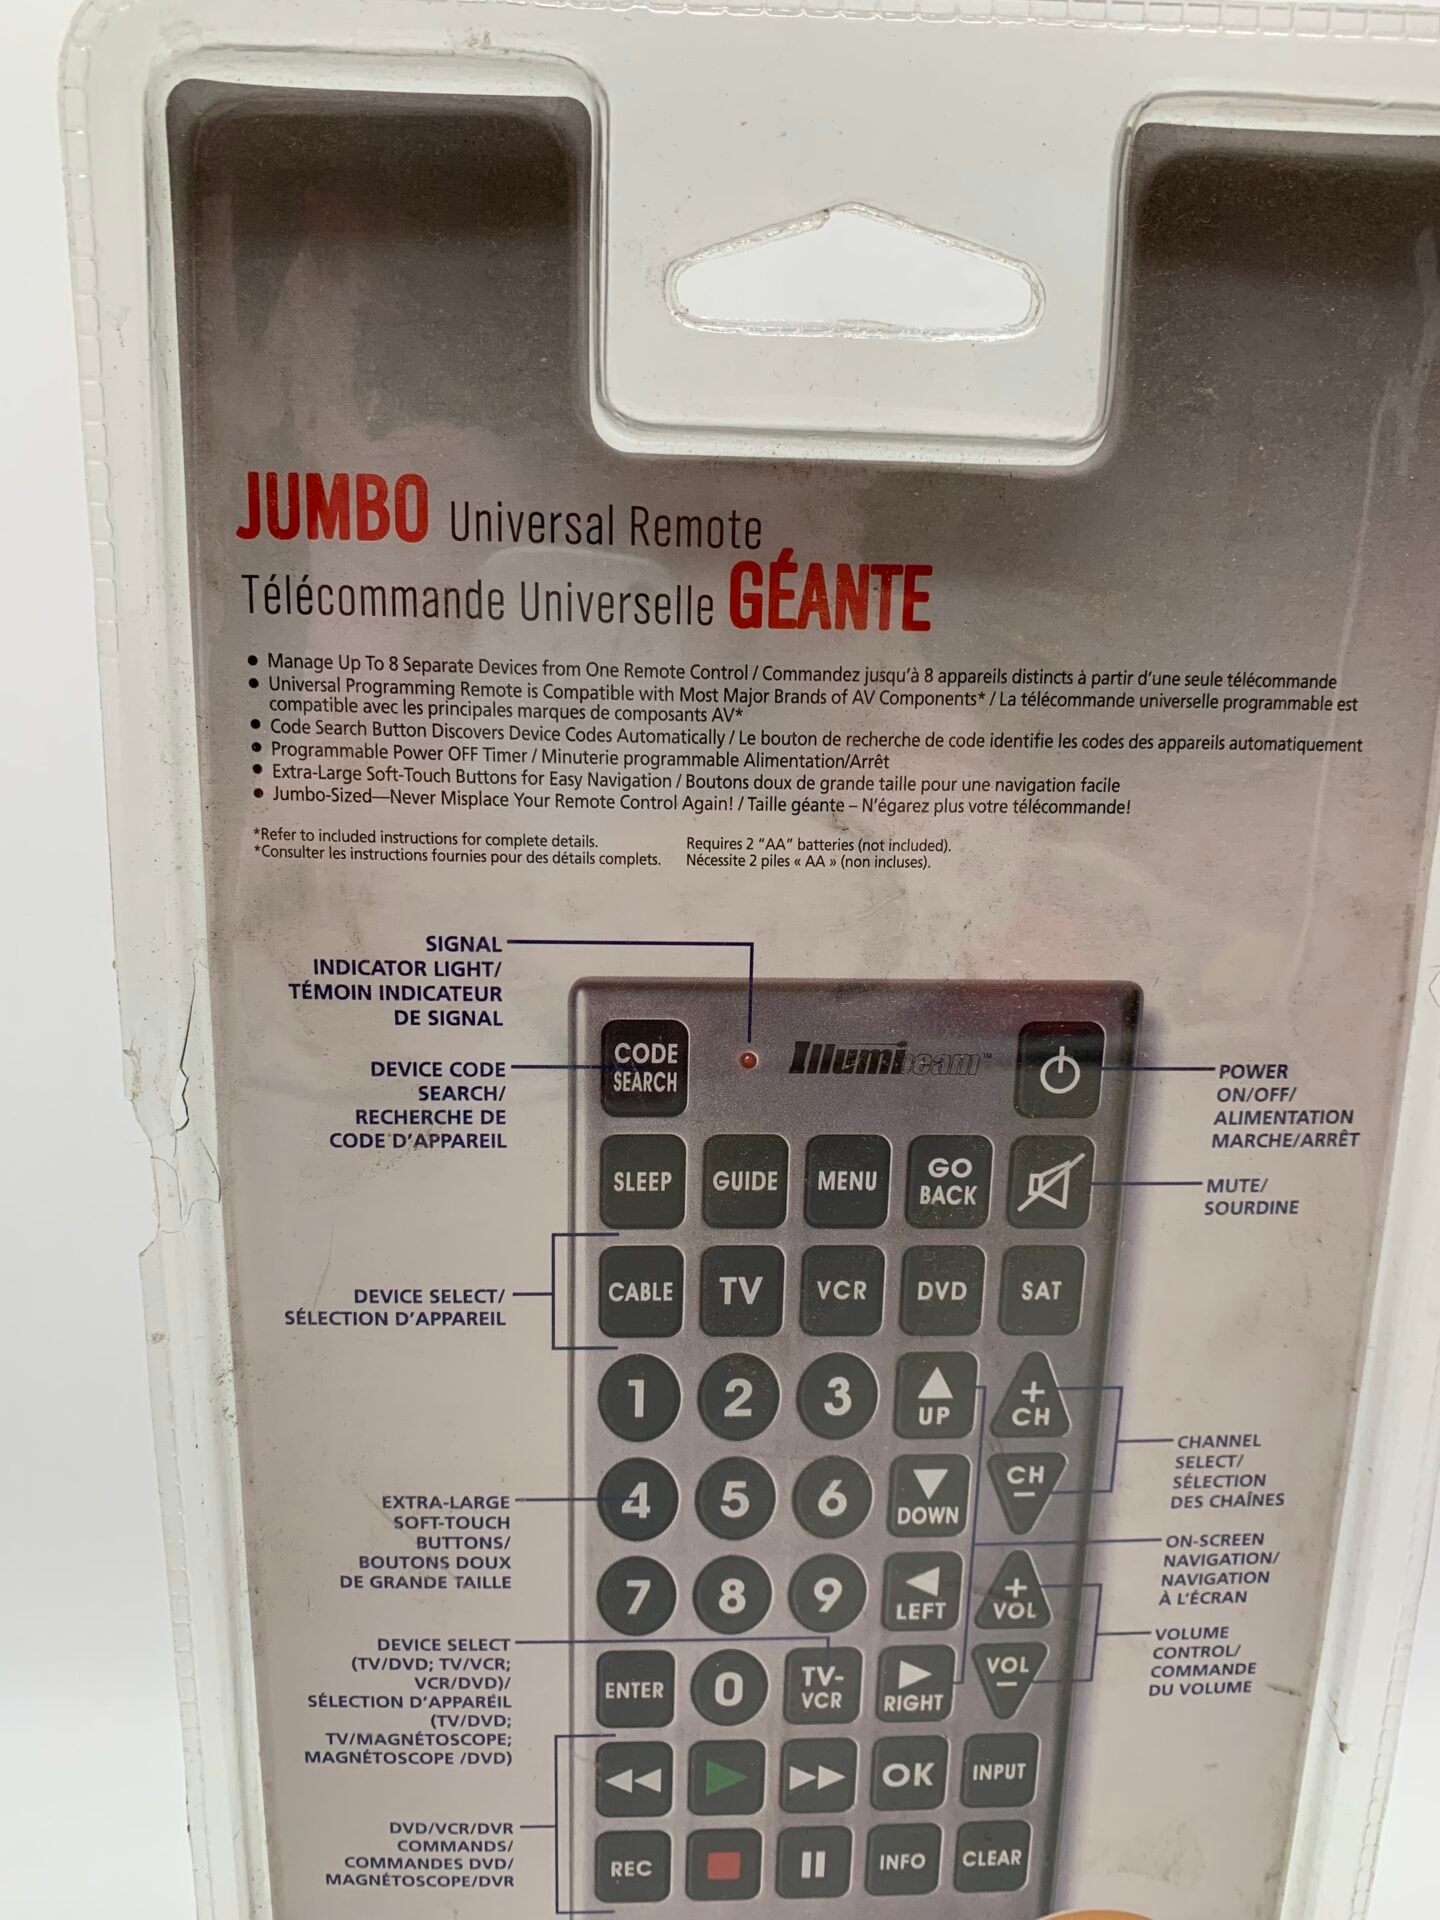 JUMBO Universal Remote
Télécommande Universelle GÉANTE
● Manage Up To 8 Separate Devices from One Remote Control / Commandez jusqu'à 8 appareils distincts à partir d'une seule télécommande
● Universal Programming Remote is Compatible with Most Major Brands of AV Components* / La télécommande universelle programmable est
compatible avec les principales marques de composants AV*
● Code Search Button Discovers Device Codes Automatically / Le bouton de recherche de code identifie les codes des appareils automatiquement
● Programmable Power OFF Timer / Minuterie programmable Alimentation/Arrêt
● Extra-Large Soft-Touch Buttons for Easy Navigation / Boutons doux de grande taille pour une navigation facile
● Jumbo-Sized—Never Misplace Your Remote Control Again! / Taille géante – N'égarez plus votre télécommande!
*Refer to included instructions for complete details.
*Consulter les instructions fournies pour des détails complets.
Requires 2 "AA" batteries (not included).
Nécessite 2 piles « AA » (non incluses).
SIGNAL
INDICATOR LIGHT/
TÉMOIN INDICATEUR
DE SIGNAL
DEVICE CODE
SEARCH/
RECHERCHE DE
CODE D'APPAREIL
DEVICE SELECT/
SÉLECTION D'APPAREIL
EXTRA-LARGE
SOFT-TOUCH
BUTTONS/
BOUTONS DOUX
DE GRANDE TAILLE
DEVICE SELECT
(TV/DVD; TV/VCR;
VCR/DVD)/
SÉLECTION D'APPAREIL
(TV/DVD;
TV/MAGNÉTOSCOPE;
MAGNÉTOSCOPE /DVD)
DVD/VCR/DVR
COMMANDS/
COMMANDES DVD/
MAGNÉTOSCOPE/DVR
CODE
SEARCH
Illumibeam™
SLEEP GUIDE MENU GO BACK
CABLE TV VCR DVD SAT
1 2 3 UP + CH
4 5 6 DOWN CH −
7 8 9 LEFT + VOL
ENTER 0 TV-VCR RIGHT VOL −
OK INPUT
REC INFO CLEAR
POWER
ON/OFF/
ALIMENTATION
MARCHE/ARRÊT
MUTE/
SOURDINE
CHANNEL
SELECT/
SÉLECTION
DES CHAÎNES
ON-SCREEN
NAVIGATION/
NAVIGATION
À L'ÉCRAN
VOLUME
CONTROL/
COMMANDE
DU VOLUME